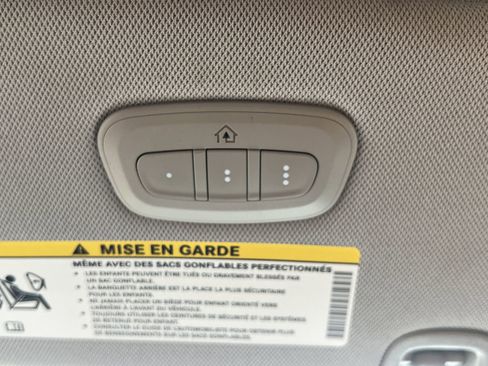 MISE EN GARDE
MÊME AVEC DES SACS GONFLABLES PERFECTIONNÉS
• LES ENFANTS PEUVENT ÊTRE TUÉS OU GRAVEMENT BLESSÉS PAR
UN SAC GONFLABLE.
• LA BANQUETTE ARRIÈRE EST LA PLACE LA PLUS SÉCURITAIRE
POUR LES ENFANTS.
• NE JAMAIS PLACER UN SIÈGE POUR ENFANT ORIENTÉ VERS
L'ARRIÈRE À L'AVANT DU VÉHICULE.
• TOUJOURS UTILISER LES CEINTURES DE SÉCURITÉ ET LES SYSTÈMES
DE RETENUE POUR ENFANT.
• CONSULTER LE GUIDE DE L'AUTOMOBILISTE POUR OBTENIR PLUS
DE RENSEIGNEMENTS SUR LES SACS GONFLABLES.